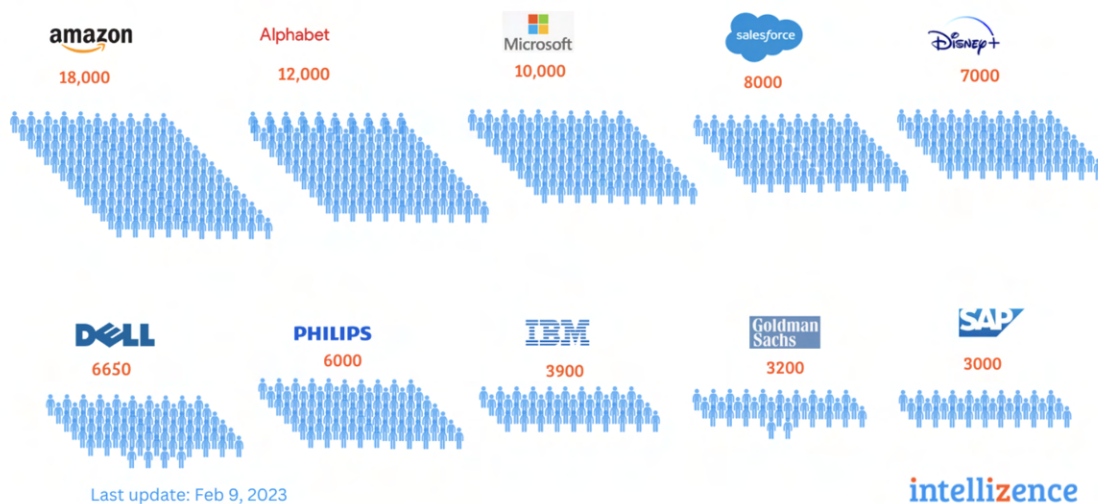 amazon
18,000
Alphabet
12,000
Microsoft
10,000
salesforce
8000
Disney+
7000
DELL
6650
PHILIPS
6000
IBM
3900
Goldman
Sachs
3200
SAP
3000
Last update: Feb 9, 2023
intellizence